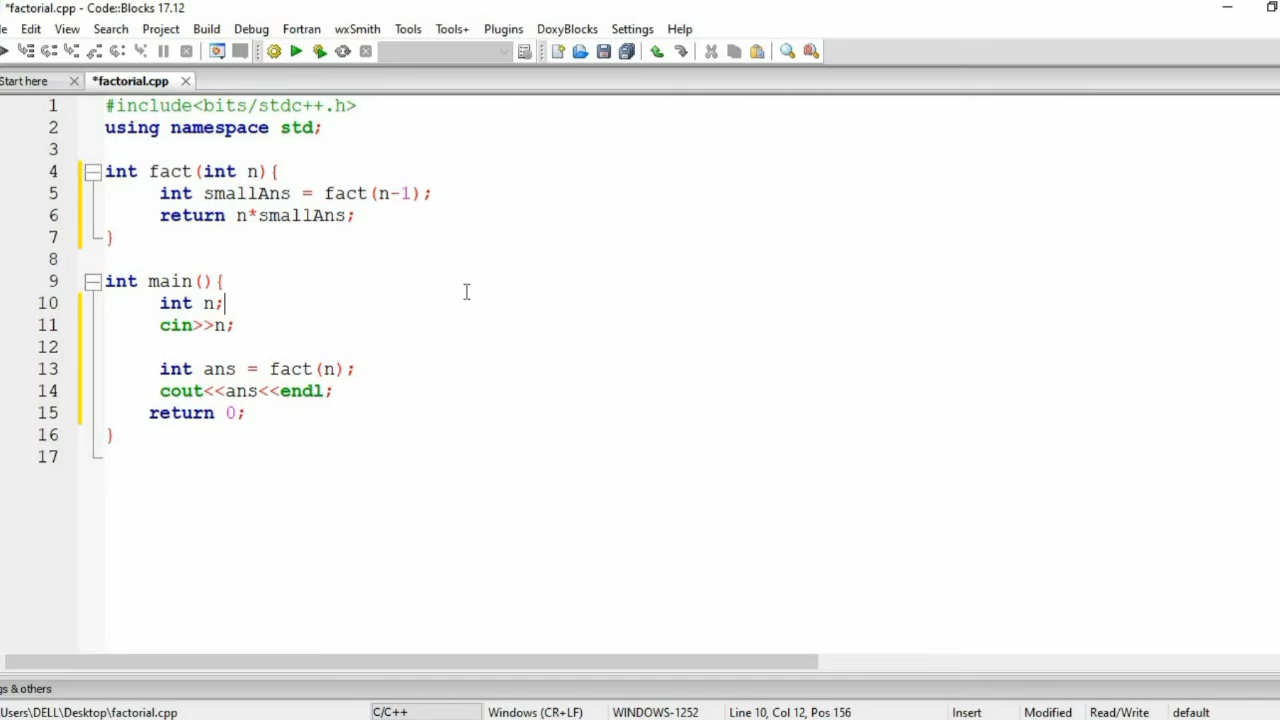 *factorial.cpp - Code::Blocks 17.12
le Edit View Search Project Build Debug Fortran wxSmith Tools Tools+ Plugins DoxyBlocks Settings Help
Start here *factorial.cpp
1 #include<bits/stdc++.h>
2 using namespace std;
3
4 int fact(int n){
5 int smallAns = fact(n-1);
6 return n*smallAns;
7 }
8
9 int main(){
10 int n;
11 cin>>n;
12
13 int ans = fact(n);
14 cout<<ans<<endl;
15 return 0;
16 }
17
gs & others
Users\DELL\Desktop\factorial.cpp C/C++ Windows (CR+LF) WINDOWS-1252 Line 10, Col 12, Pos 156 Insert Modified Read/Write default